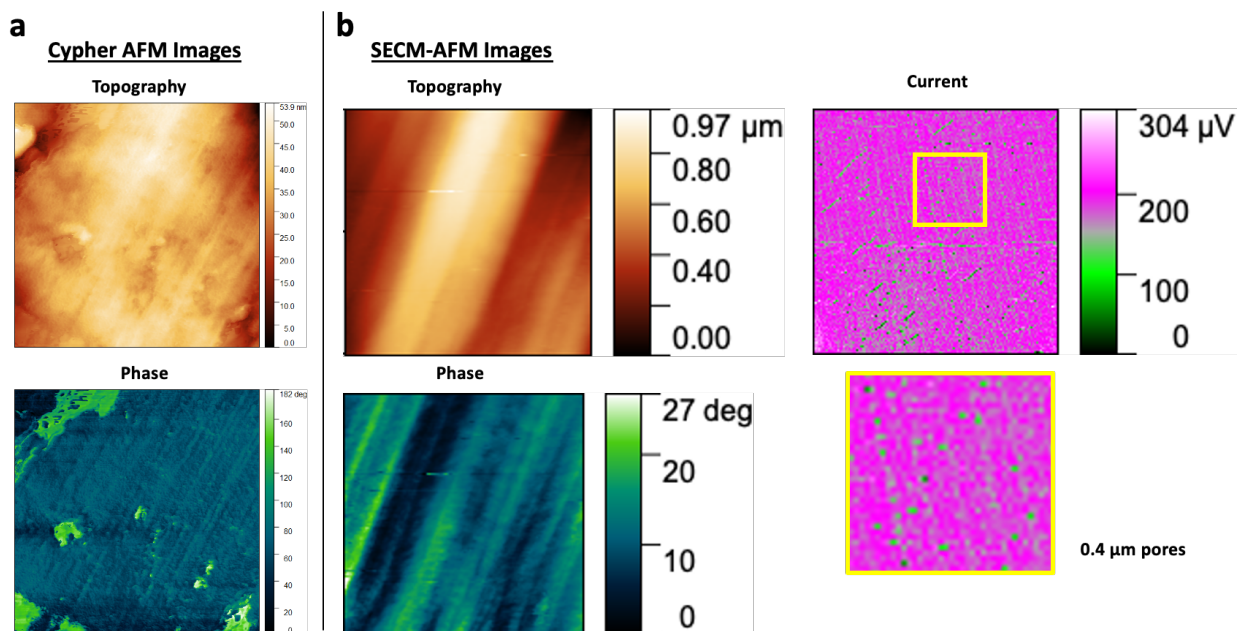 a
Cypher AFM Images
Topography
53.9 nm
50.0
45.0
40.0
35.0
30.0
25.0
20.0
15.0
10.0
5.0
0.0
Phase
182 deg
160
140
120
100
80
60
40
20
0
b
SECM-AFM Images
Topography
0.97 µm
0.80
0.60
0.40
0.00
Phase
27 deg
20
10
0
Current
304 µV
200
100
0
0.4 µm pores